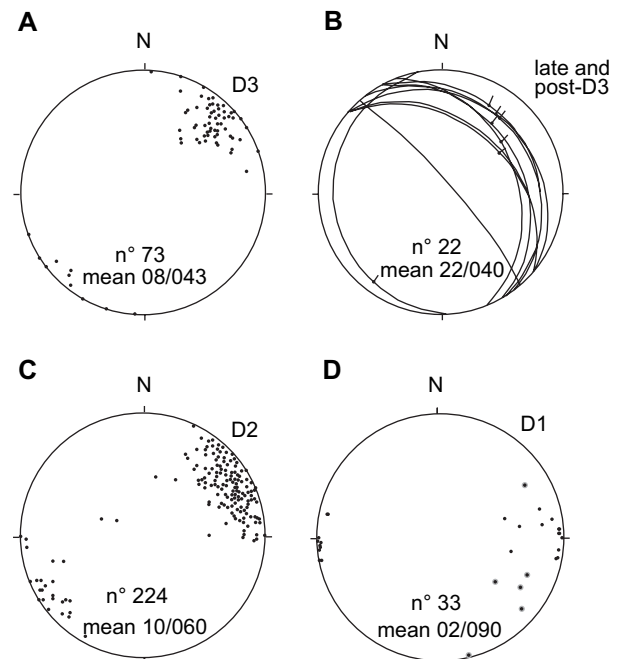 A
N
D3
n° 73
mean 08/043
B
N
late and
post-D3
n° 22
mean 22/040
C
N
D2
n° 224
mean 10/060
D
N
D1
n° 33
mean 02/090